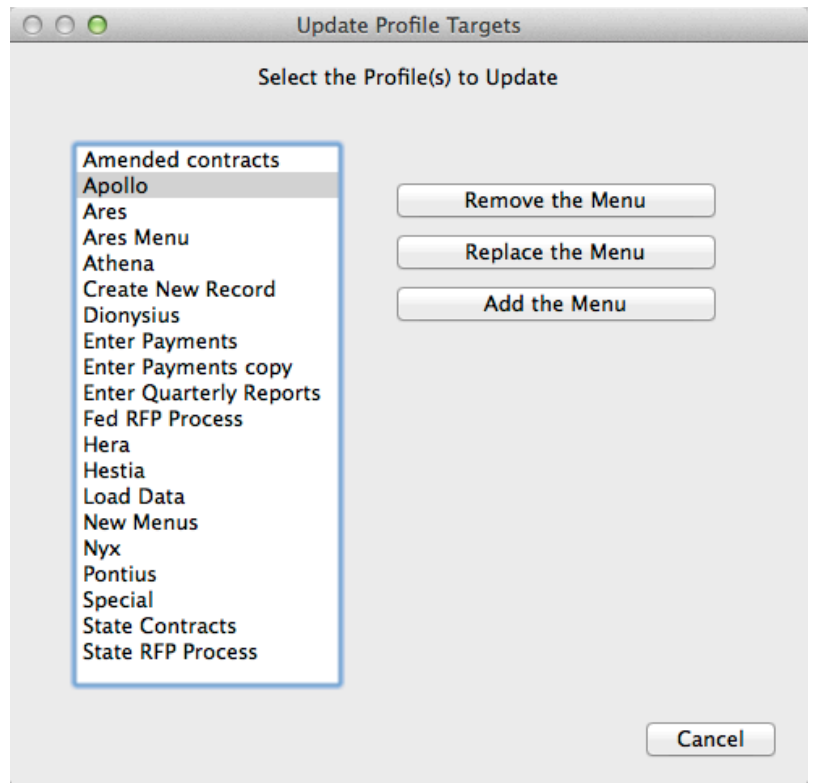 Update Profile Targets
Select the Profile(s) to Update
Amended contracts
Apollo
Ares
Ares Menu
Athena
Create New Record
Dionysius
Enter Payments
Enter Payments copy
Enter Quarterly Reports
Fed RFP Process
Hera
Hestia
Load Data
New Menus
Nyx
Pontius
Special
State Contracts
State RFP Process
Remove the Menu
Replace the Menu
Add the Menu
Cancel